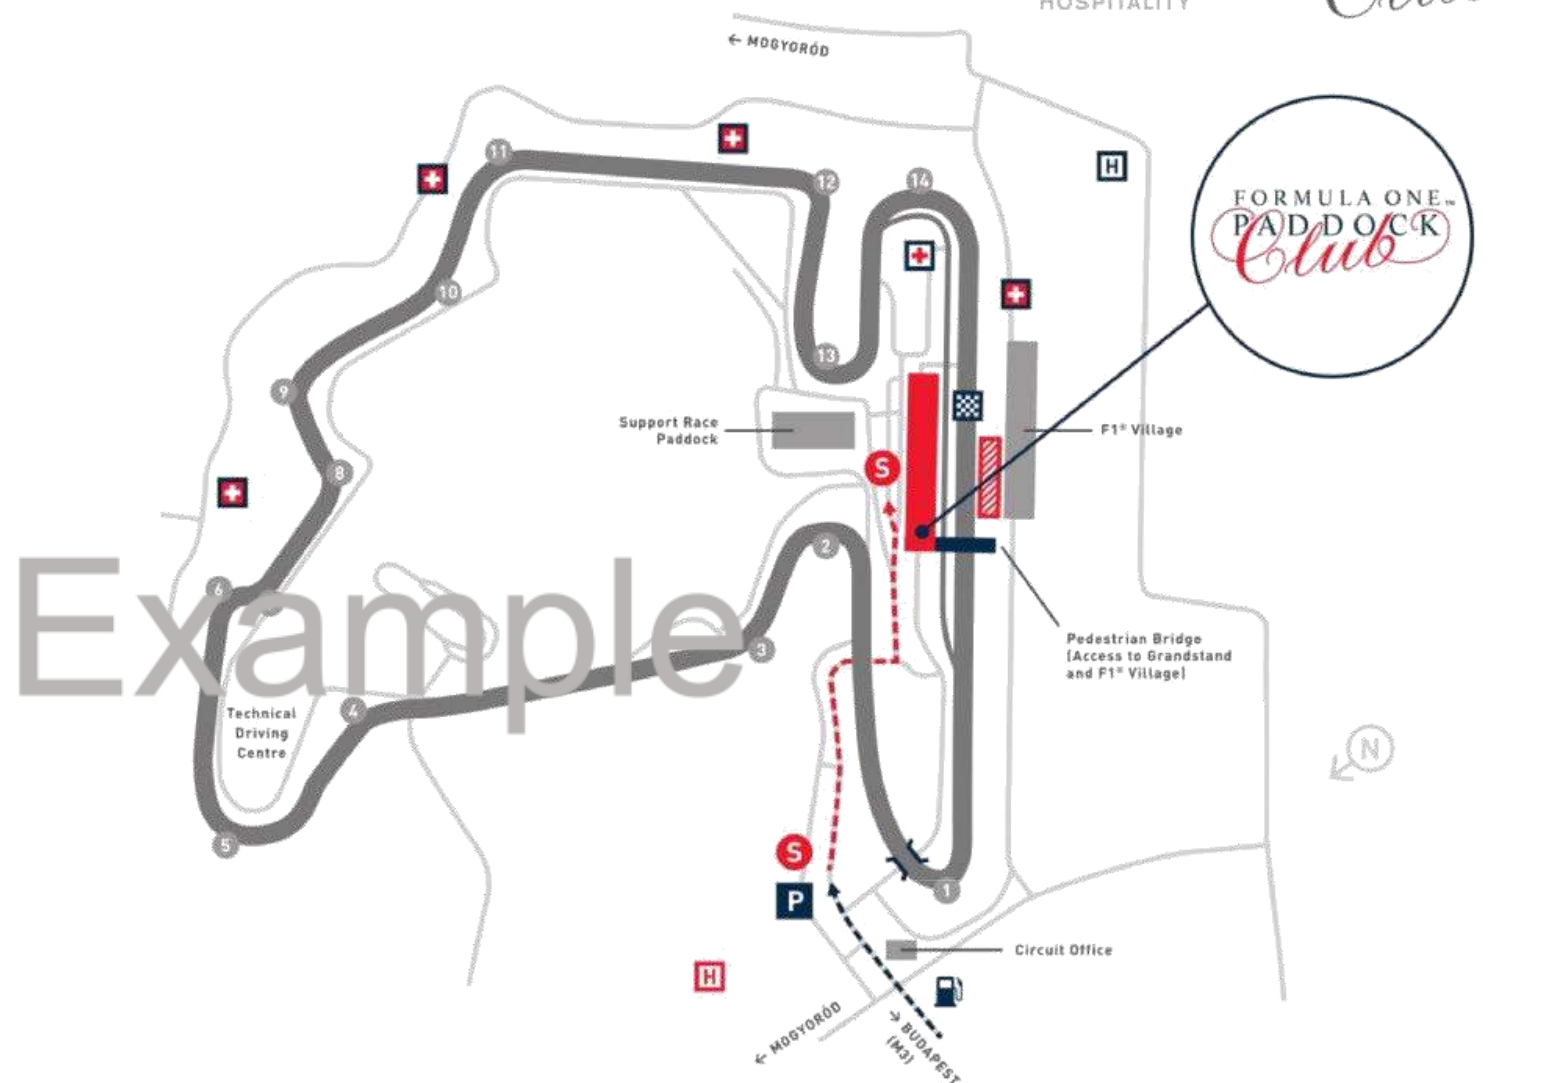 HOSPITALITY
← MOGYORÓD
11
12
14
H
FORMULA ONE™
PADDOCK
Club
10
13
9
Support Race
Paddock
F1® Village
8
S
2
6
Example
3
Pedestrian Bridge
(Access to Grandstand
and F1® Village)
4
Technical
Driving
Centre
N
5
S
1
P
Circuit Office
H
← MOGYORÓD
→ BUDAPEST
(M3)